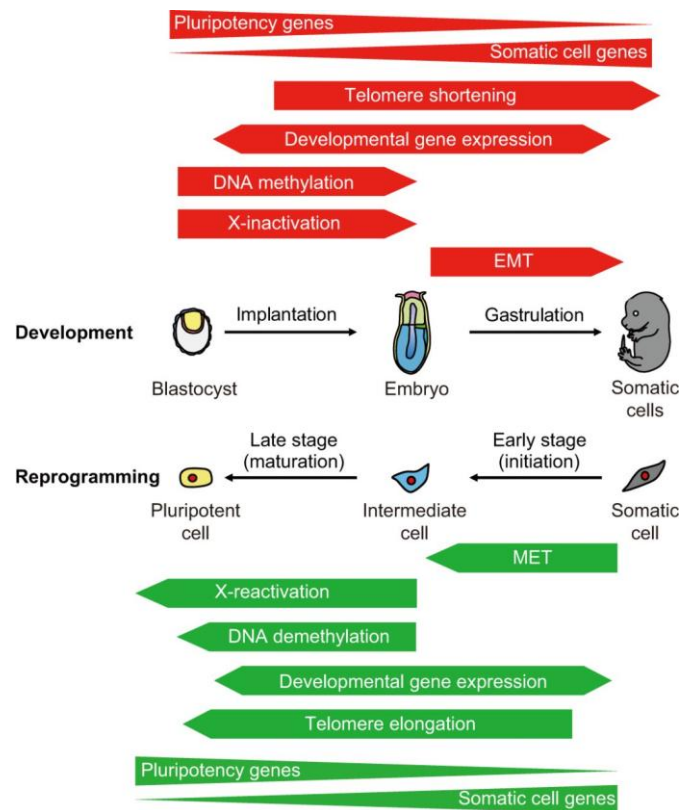 Pluripotency genes
Somatic cell genes
Telomere shortening
Developmental gene expression
DNA methylation
X-inactivation
EMT
Development
Implantation
Gastrulation
Blastocyst
Embryo
Somatic
cells
Reprogramming
Late stage
(maturation)
Early stage
(initiation)
Pluripotent
cell
Intermediate
cell
Somatic
cell
MET
X-reactivation
DNA demethylation
Developmental gene expression
Telomere elongation
Pluripotency genes
Somatic cell genes